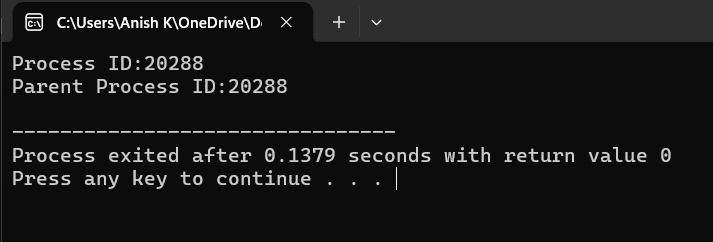 C:\Users\Anish K\OneDrive\De
Process ID:20288
Parent Process ID:20288
--------------------------------
Process exited after 0.1379 seconds with return value 0
Press any key to continue . . .